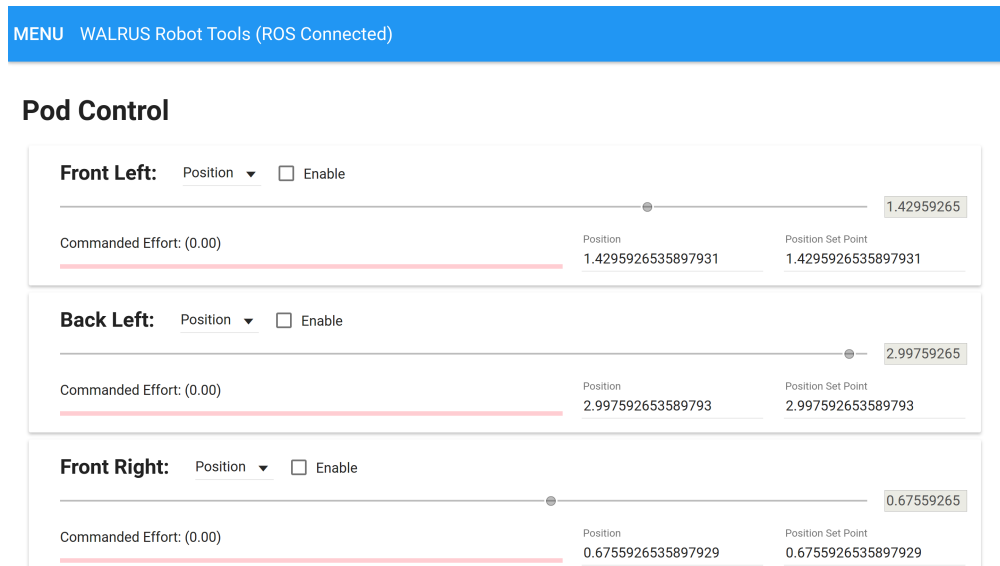 MENU WALRUS Robot Tools (ROS Connected)
Pod Control
Front Left: Position Enable
1.42959265
Commanded Effort: (0.00)
Position Position Set Point
1.4295926535897931 1.4295926535897931
Back Left: Position Enable
2.99759265
Commanded Effort: (0.00)
Position Position Set Point
2.997592653589793 2.997592653589793
Front Right: Position Enable
0.67559265
Commanded Effort: (0.00)
Position Position Set Point
0.6755926535897929 0.6755926535897929